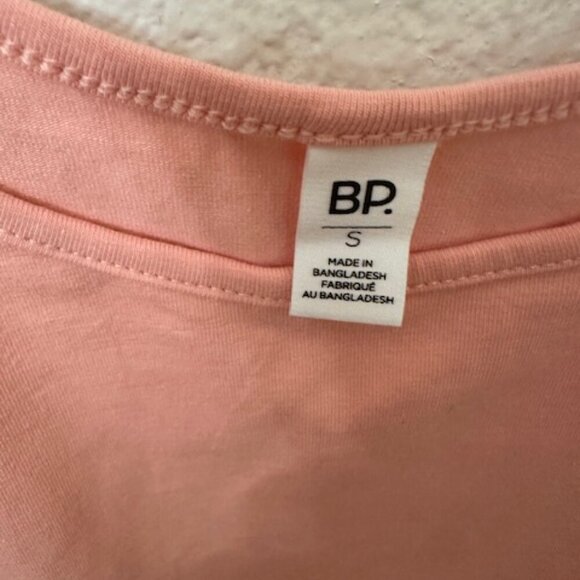 BP.
S
MADE IN
BANGLADESH
FABRIQUÉ
AU BANGLADESH